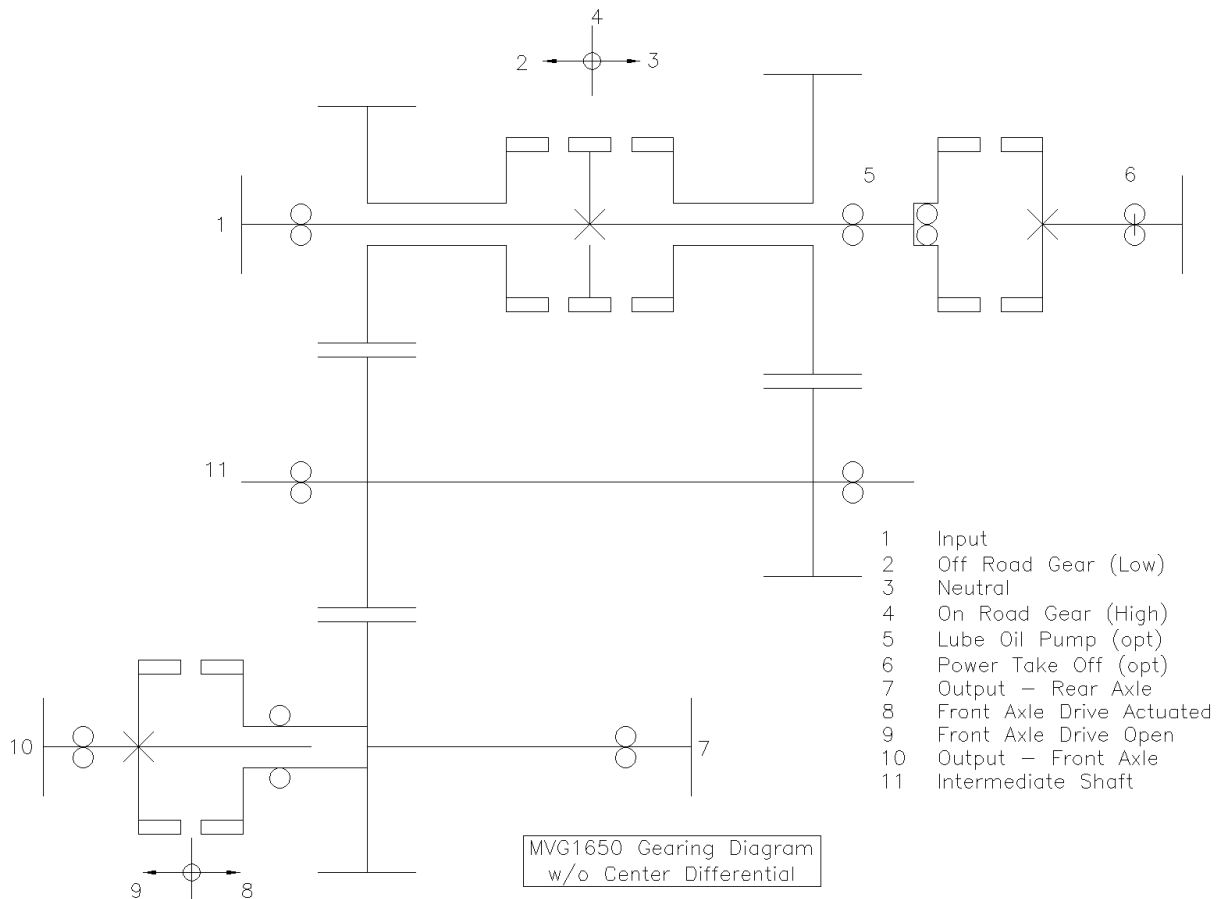 4
2
3
5
6
1
11
1 Input
2 Off Road Gear (Low)
3 Neutral
4 On Road Gear (High)
5 Lube Oil Pump (opt)
6 Power Take Off (opt)
7 Output – Rear Axle
8 Front Axle Drive Actuated
9 Front Axle Drive Open
10 Output – Front Axle
11 Intermediate Shaft
10
7
MVG1650 Gearing Diagram
w/o Center Differential
9
8